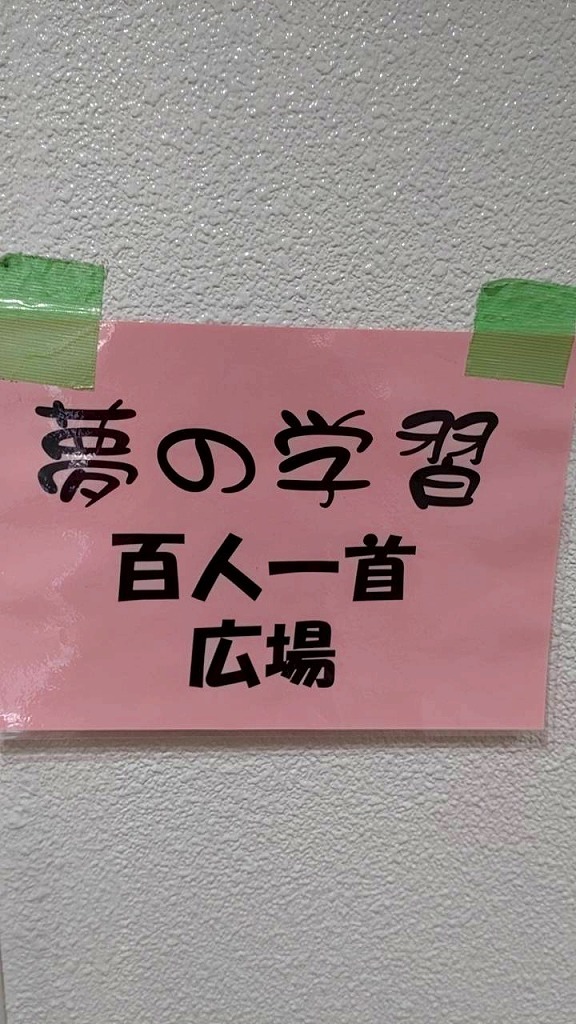 夢の学習
百人一首
広場